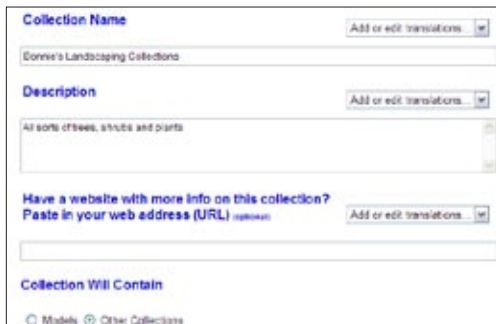 Collection Name
Add or edit translations...
Bonnie's Landscaping Collections
Description
Add or edit translations...
All sorts of trees, shrubs and plants
Have a website with more info on this collection?
Paste in your web address (URL) (optional)
Add or edit translations...
Collection Will Contain
Models Other Collections